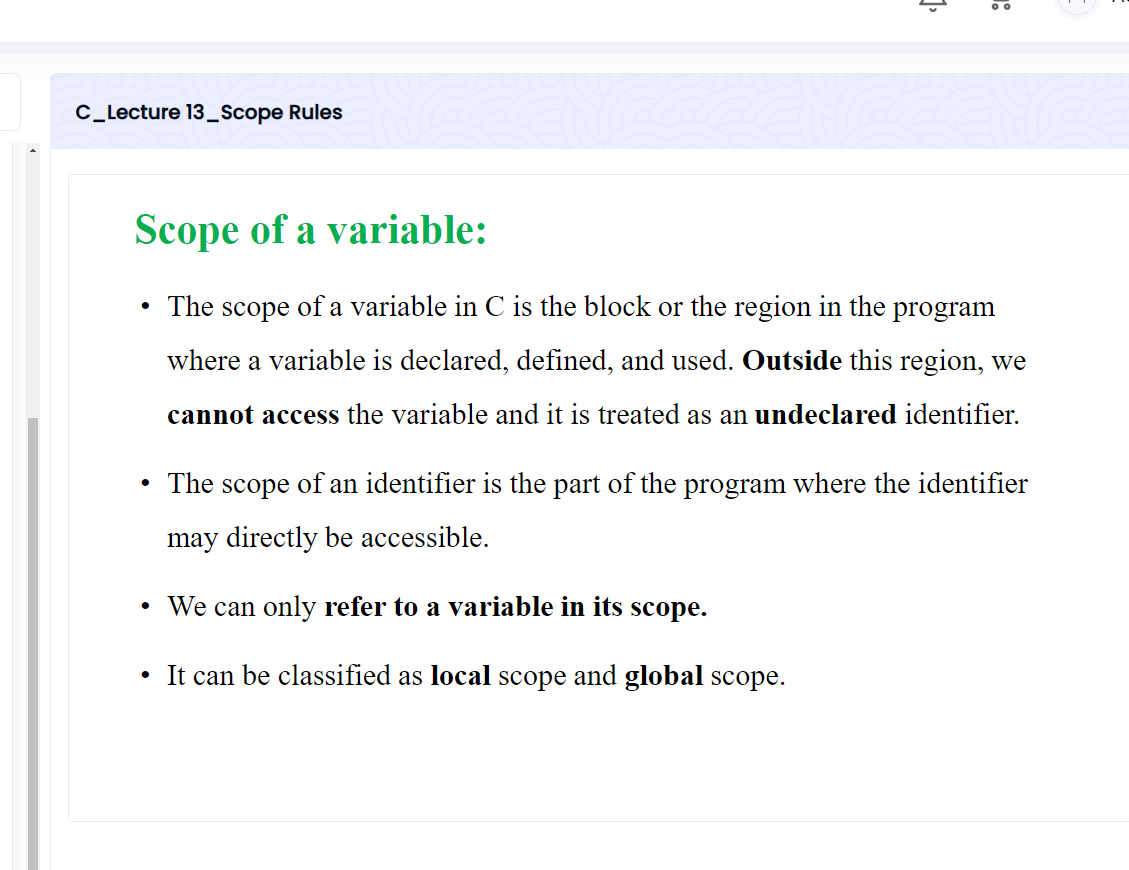 C_Lecture 13_Scope Rules
Scope of a variable:
• The scope of a variable in C is the block or the region in the program
where a variable is declared, defined, and used. Outside this region, we
cannot access the variable and it is treated as an undeclared identifier.
• The scope of an identifier is the part of the program where the identifier
may directly be accessible.
• We can only refer to a variable in its scope.
• It can be classified as local scope and global scope.